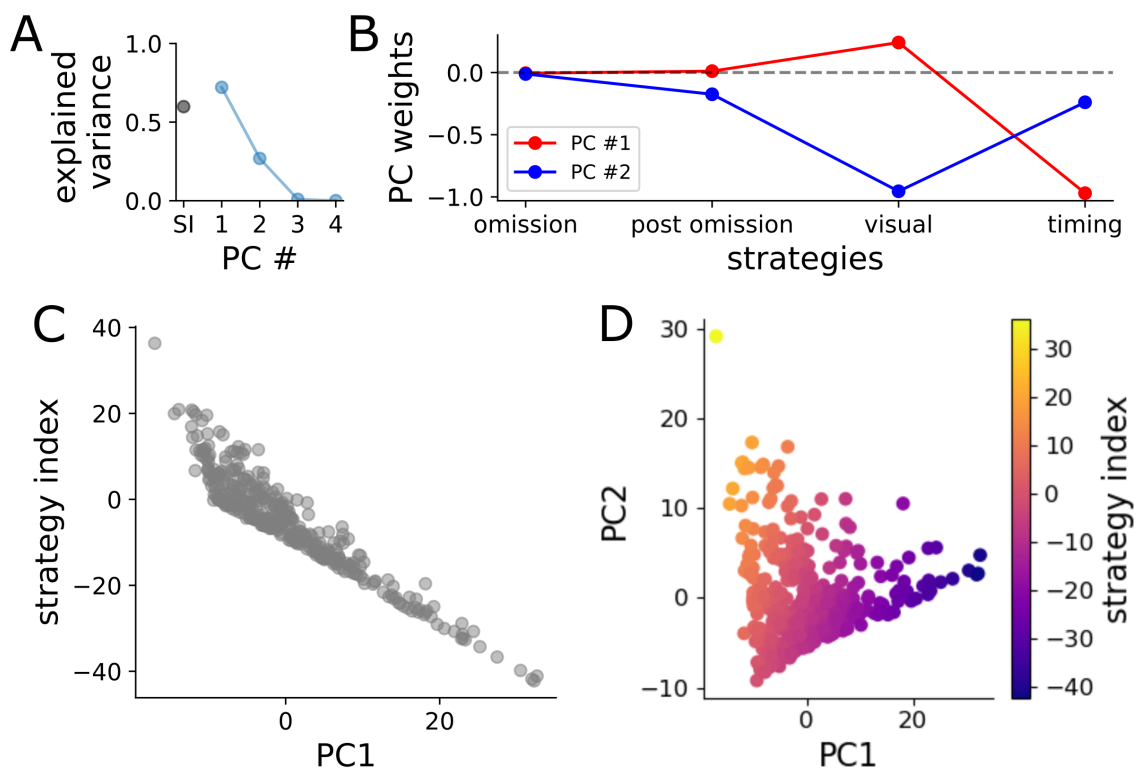 A
explained
variance
1.0
0.5
0.0
SI
1
2
3
4
PC #
B
PC weights
0.0
−0.5
−1.0
PC #1
PC #2
omission
post omission
visual
timing
strategies
C
strategy index
40
20
0
−20
−40
0
20
PC1
D
PC2
30
20
10
0
−10
0
20
PC1
30
20
10
0
−10
−20
−30
−40
strategy index